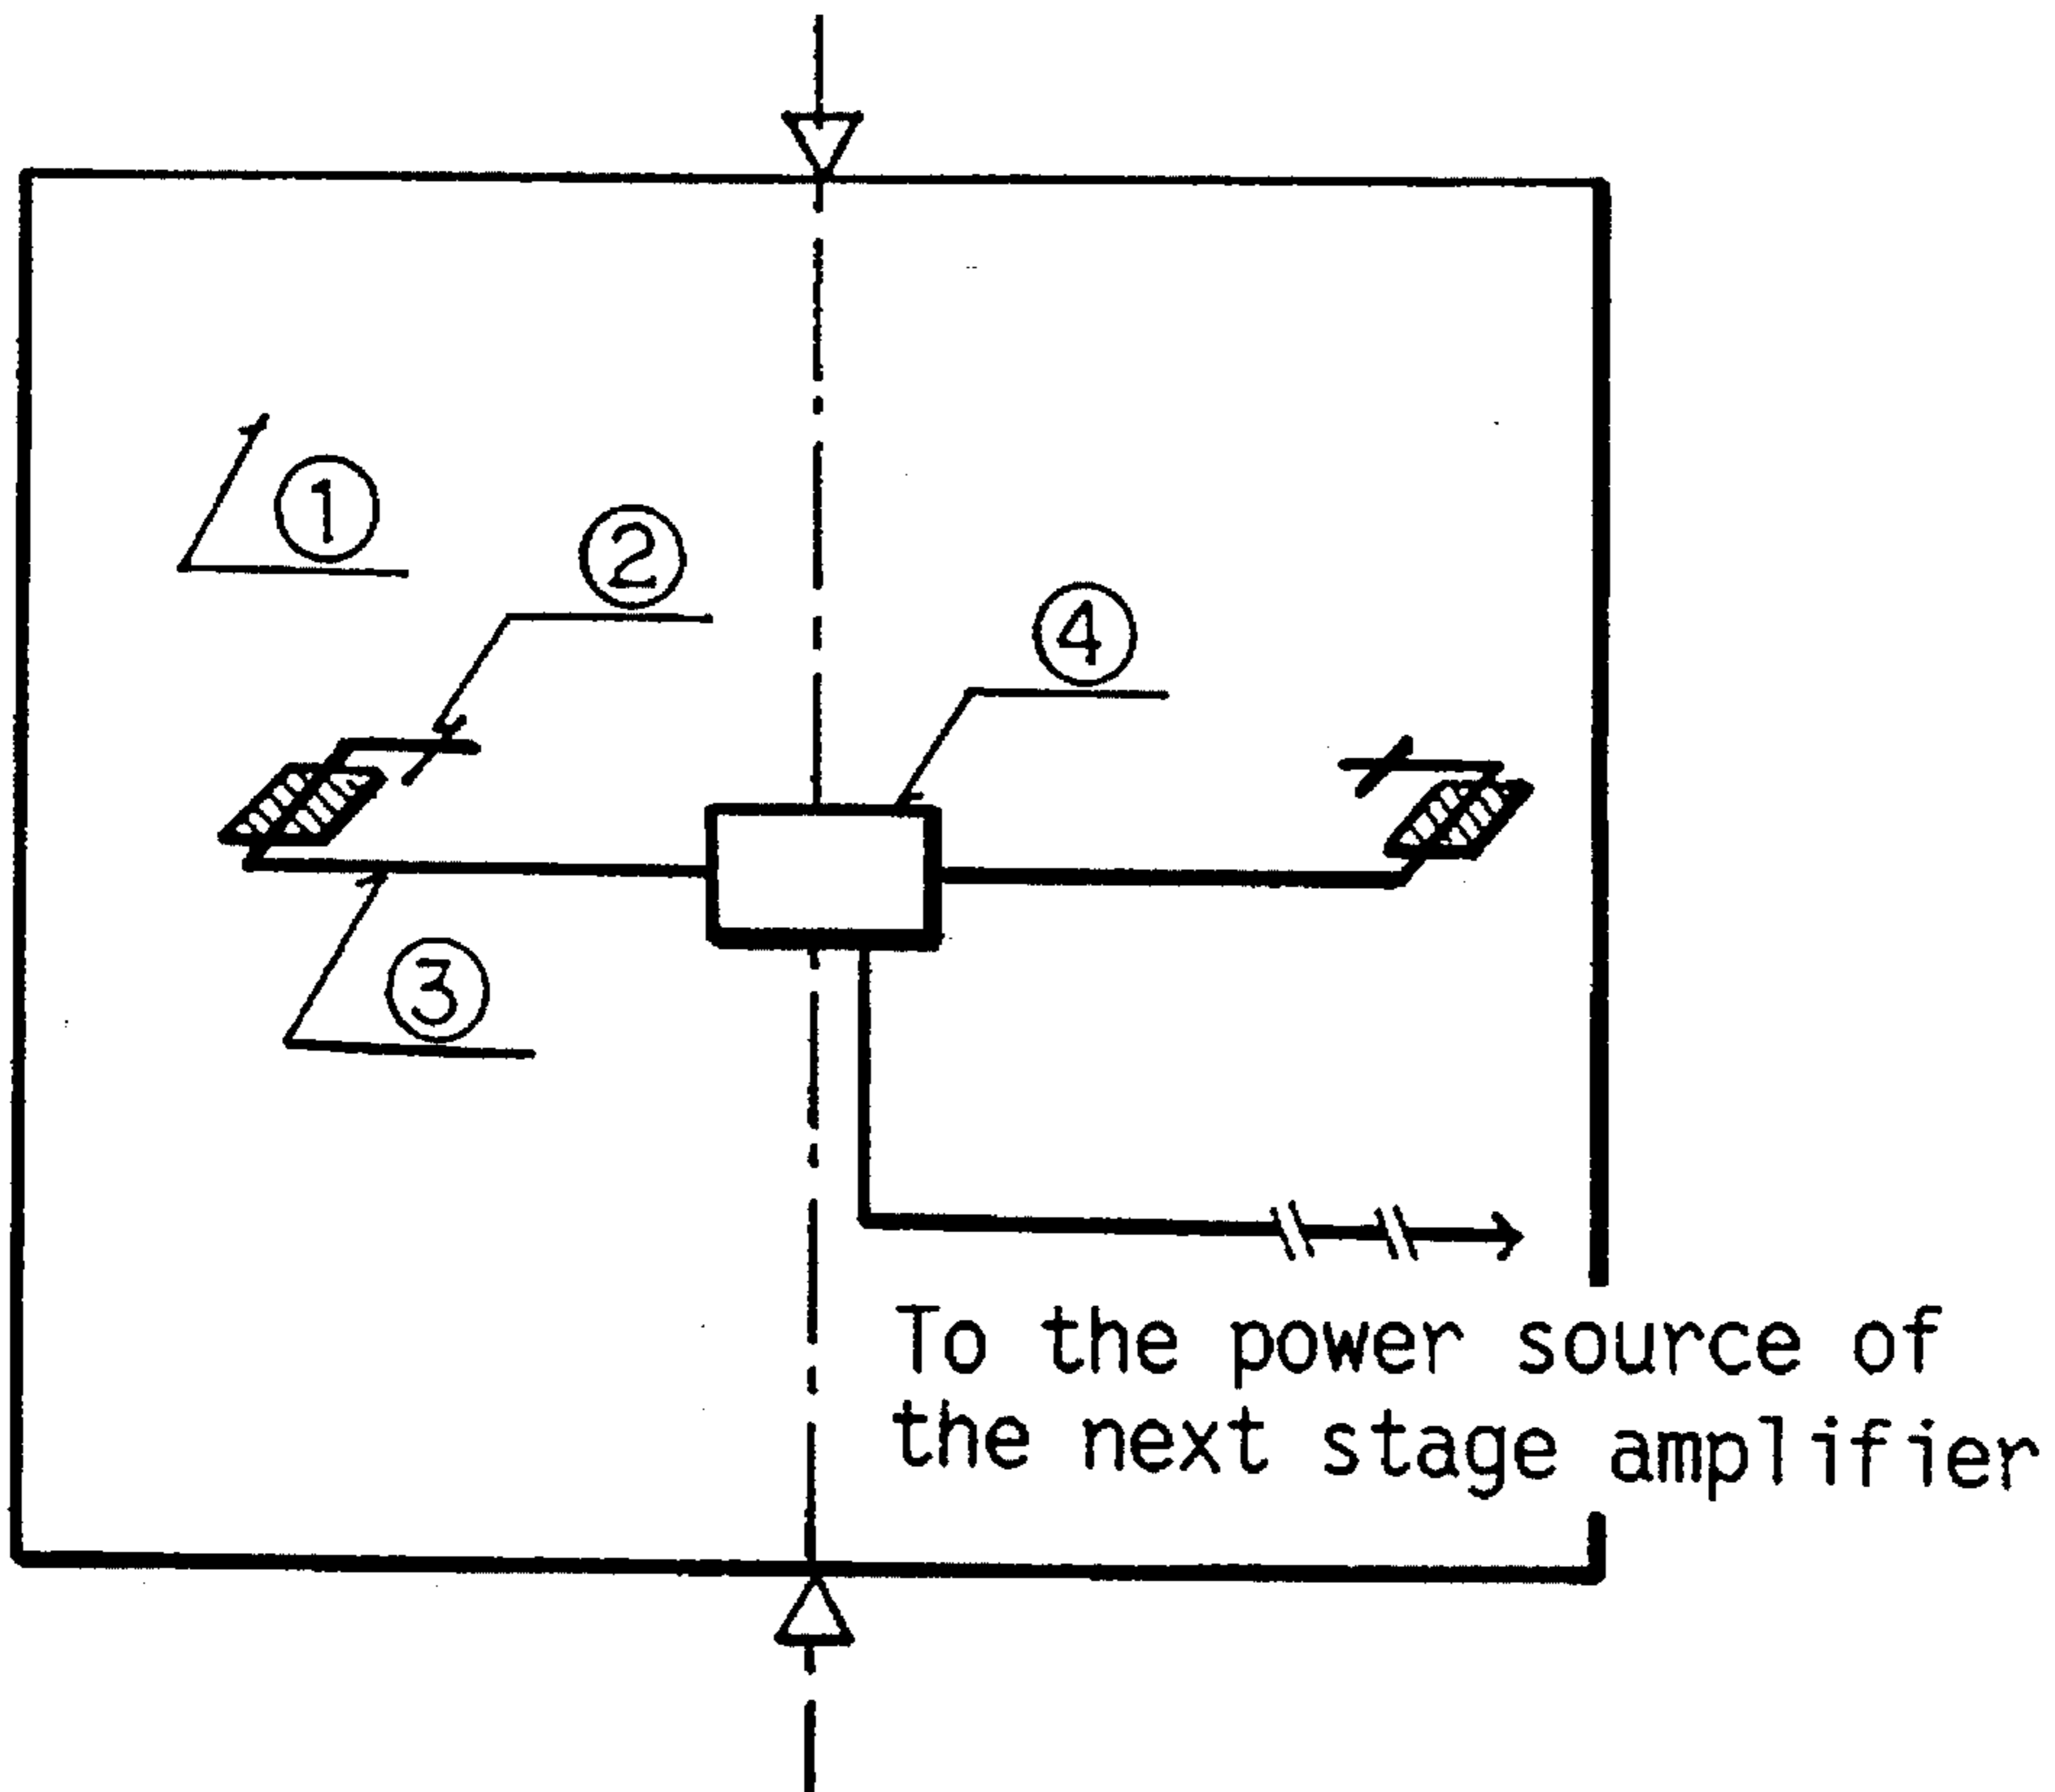 ①
②
④
③
To the power source of
the next stage amplifier